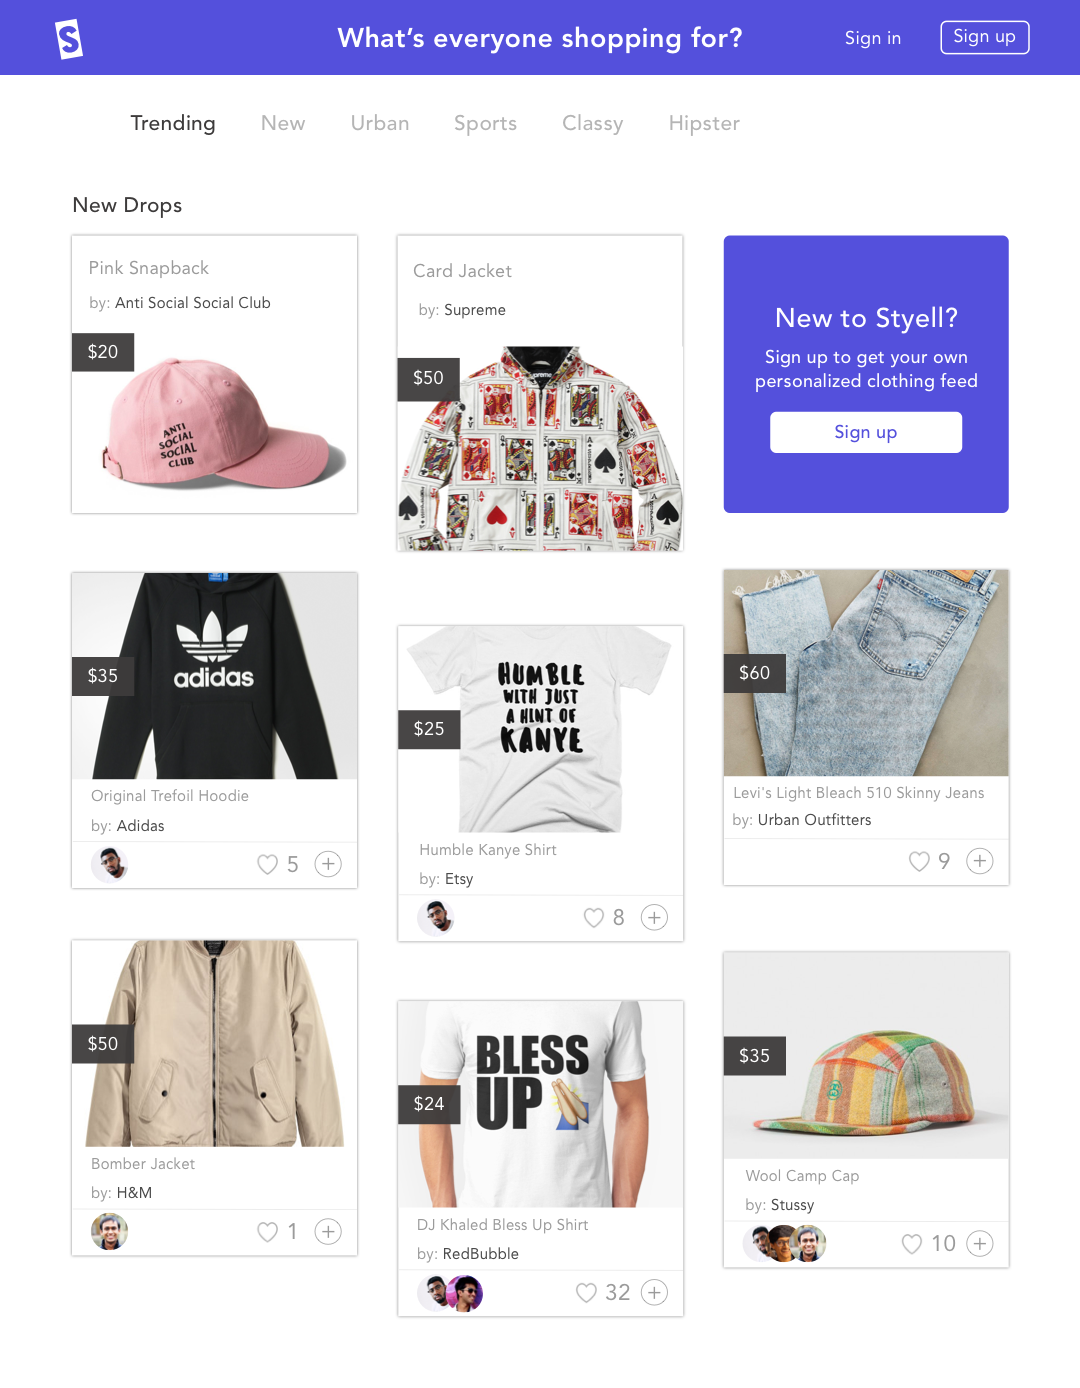 S
What's everyone shopping for?
Sign in
Sign up
Trending
New
Urban
Sports
Classy
Hipster
New Drops
Pink Snapback
by: Anti Social Social Club
$20
ANTI
SOCIAL
SOCIAL
CLUB
Card Jacket
by: Supreme
$50
New to Styell?
Sign up to get your own
personalized clothing feed
Sign up
$35
adidas
Original Trefoil Hoodie
by: Adidas
5
$25
HUMBLE
WITH JUST
A HINT OF
KANYE
Humble Kanye Shirt
by: Etsy
8
$60
Levi's Light Bleach 510 Skinny Jeans
by: Urban Outfitters
9
$50
Bomber Jacket
by: H&M
1
$24
BLESS
UP
DJ Khaled Bless Up Shirt
by: RedBubble
32
$35
Wool Camp Cap
by: Stussy
10